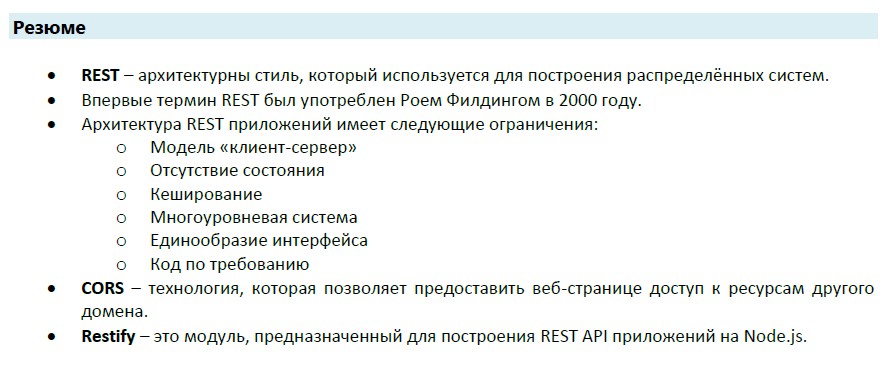 Резюме
• REST – архитектурны стиль, который используется для построения распределённых систем.
• Впервые термин REST был употреблен Роем Филдингом в 2000 году.
• Архитектура REST приложений имеет следующие ограничения:
o Модель «клиент-сервер»
o Отсутствие состояния
o Кеширование
o Многоуровневая система
o Единообразие интерфейса
o Код по требованию
• CORS – технология, которая позволяет предоставить веб-странице доступ к ресурсам другого
домена.
• Restify – это модуль, предназначенный для построения REST API приложений на Node.js.